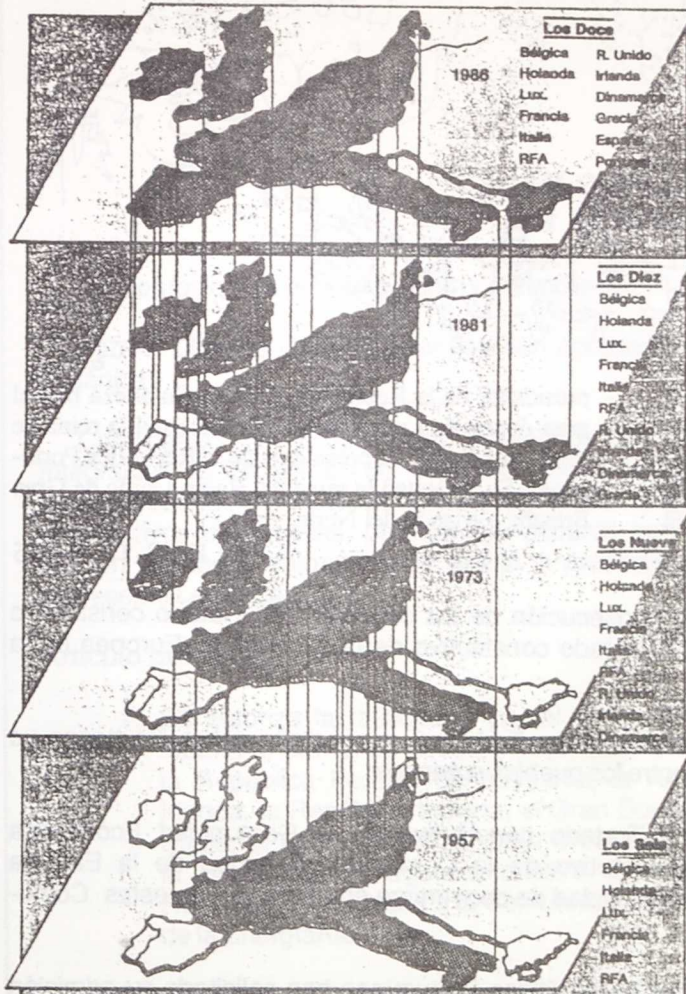 Los Doce
Bélgica R. Unido
1986
Holanda Irlanda
Lux. Dinamarca
Francia Grecia
Italia España
RFA Portugal
Los Diez
Bélgica
1981
Holanda
Lux.
Francia
Italia
RFA
R. Unido
Irlanda
Dinamarca
Grecia
Los Nueve
Bélgica
1973
Holanda
Lux.
Francia
Italia
RFA
R. Unido
Irlanda
Dinamarca
1957
Los Seis
Bélgica
Holanda
Lux.
Francia
Italia
RFA